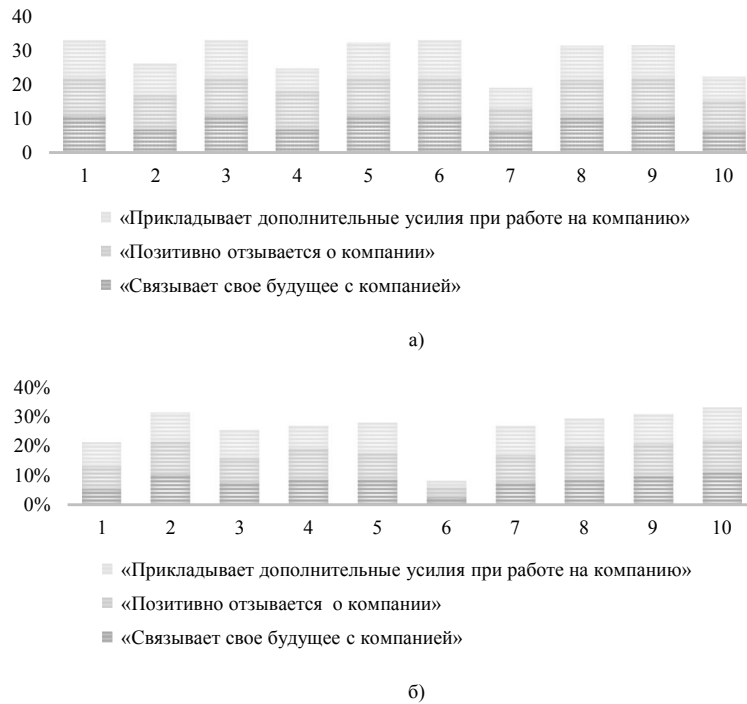 40
30
20
10
0
1 2 3 4 5 6 7 8 9 10
«Прикладывает дополнительные усилия при работе на компанию»
«Позитивно отзывается о компании»
«Связывает свое будущее с компанией»
а)
40%
30%
20%
10%
0%
1 2 3 4 5 6 7 8 9 10
«Прикладывает дополнительные усилия при работе на компанию»
«Позитивно отзывается о компании»
«Связывает свое будущее с компанией»
б)